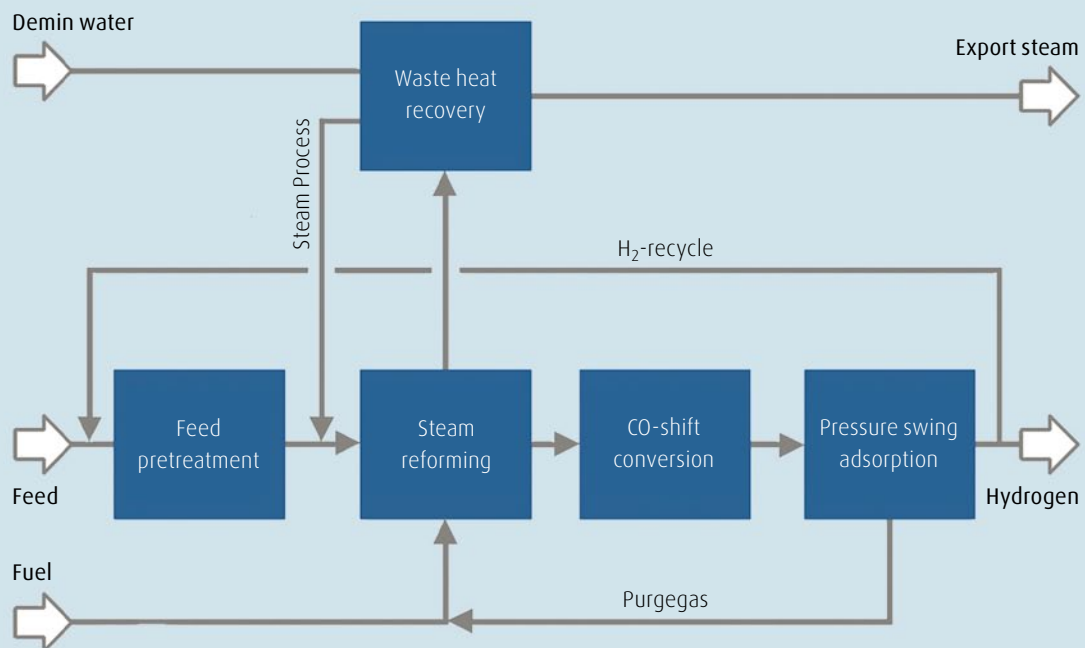 Demin water
Waste heat
recovery
Export steam
Steam Process
H₂-recycle
Feed
pretreatment
Steam
reforming
CO-shift
conversion
Pressure swing
adsorption
Feed
Hydrogen
Fuel
Purgegas